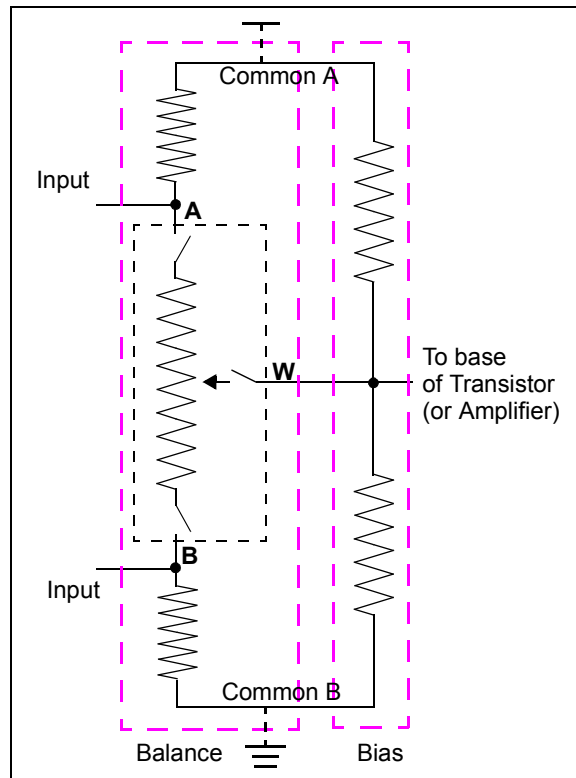 Common A
Input
A
W
To base
of Transistor
(or Amplifier)
B
Input
Common B
Balance
Bias